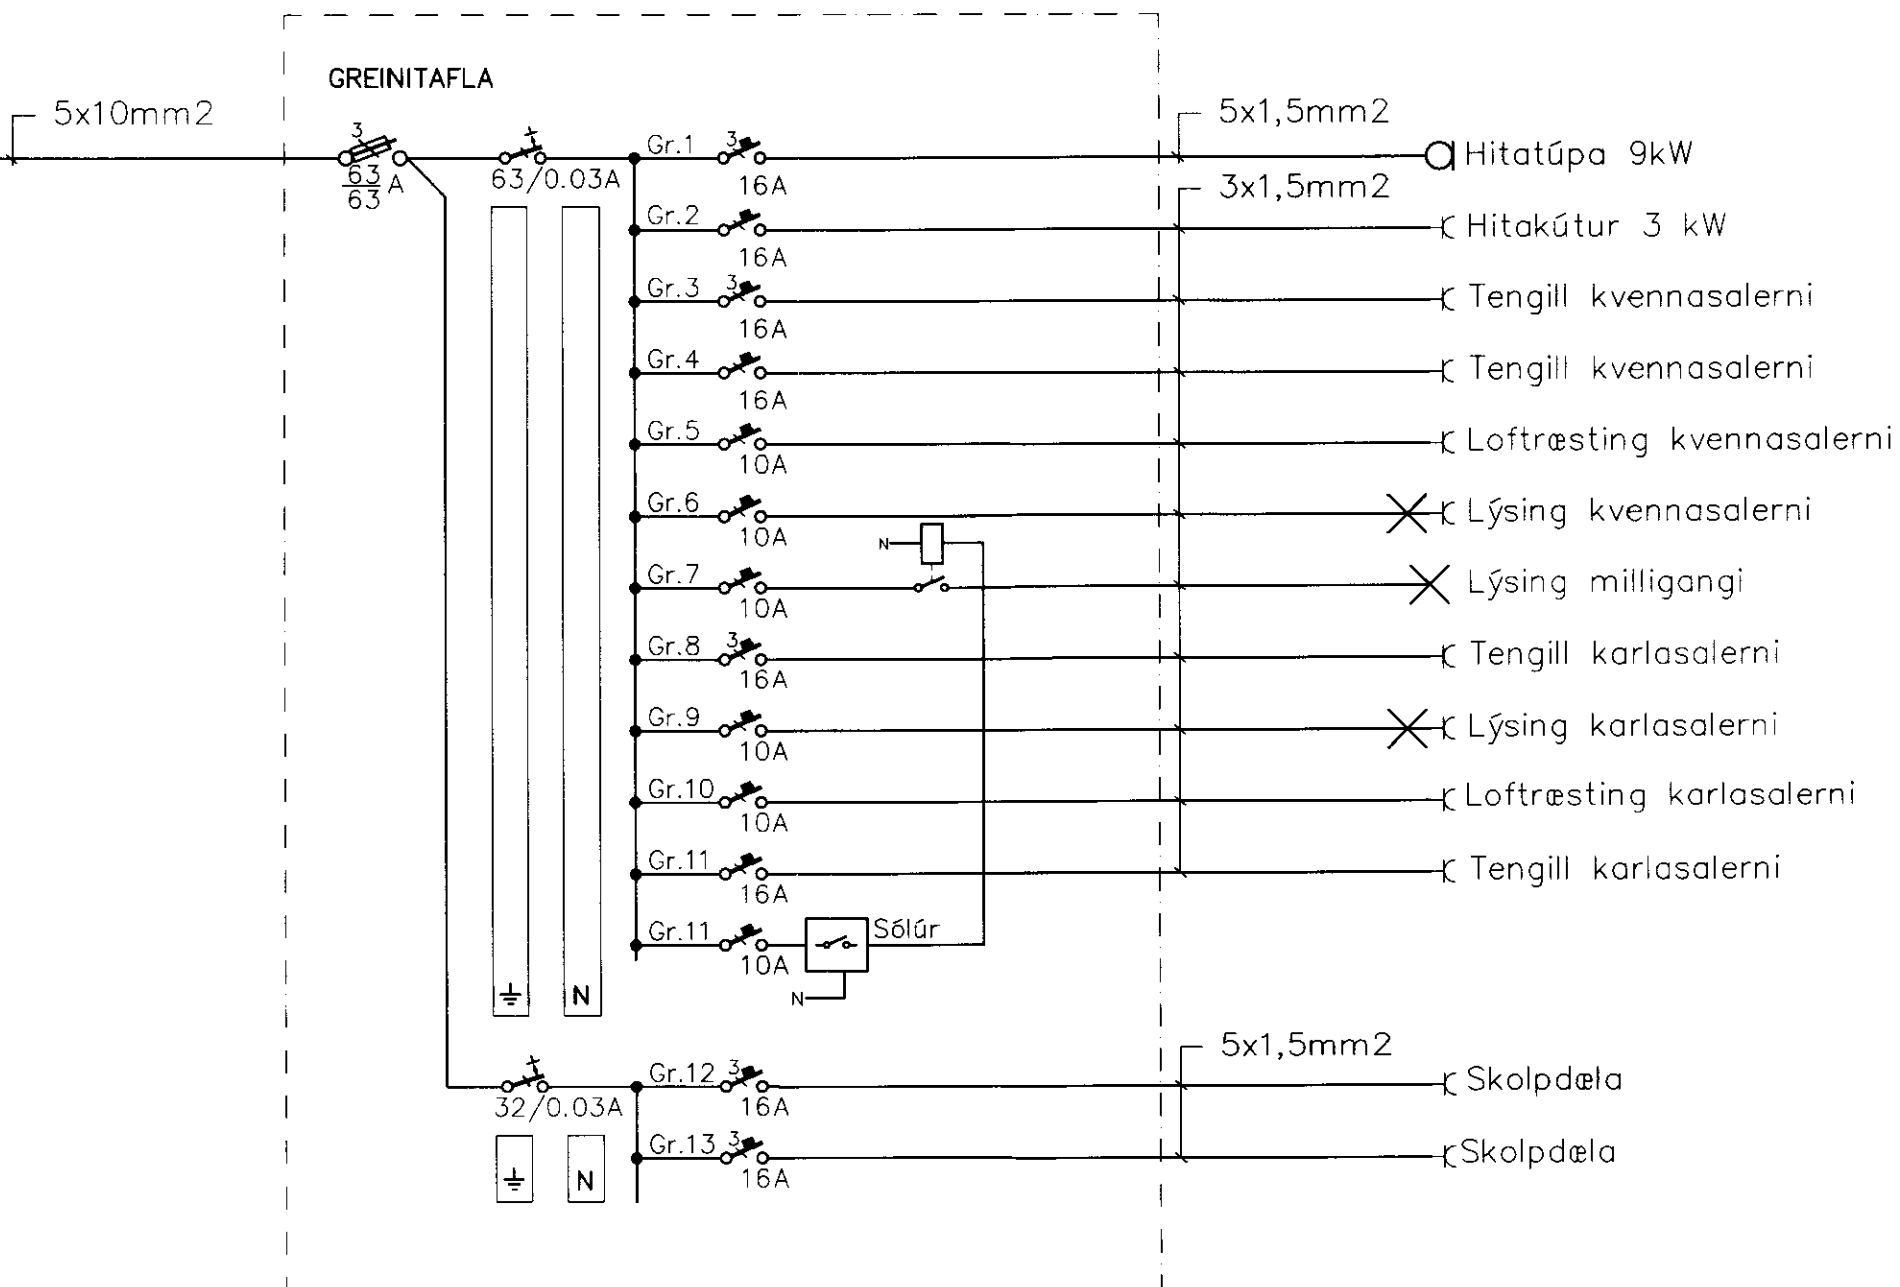 GREINITAFLA
5x10mm2
3
63
63 A
63/0.03A
Gr.1
3
16A
5x1,5mm2
Hitatúpa 9kW
3x1,5mm2
Gr.2
16A
Hitakútur 3 kW
Gr.3
3
16A
Tengill kvennasalerni
Gr.4
16A
Tengill kvennasalerni
Gr.5
10A
Loftræsting kvennasalerni
Gr.6
10A
Lýsing kvennasalerni
N
Gr.7
10A
Lýsing milligangi
Gr.8
3
16A
Tengill karlasalerni
Gr.9
10A
Lýsing karlasalerni
Gr.10
10A
Loftræsting karlasalerni
Gr.11
16A
Tengill karlasalerni
Gr.11
10A
Sólúr
N
N
32/0.03A
Gr.12
3
16A
5x1,5mm2
Skolpdæla
Gr.13
3
16A
Skolpdæla
N